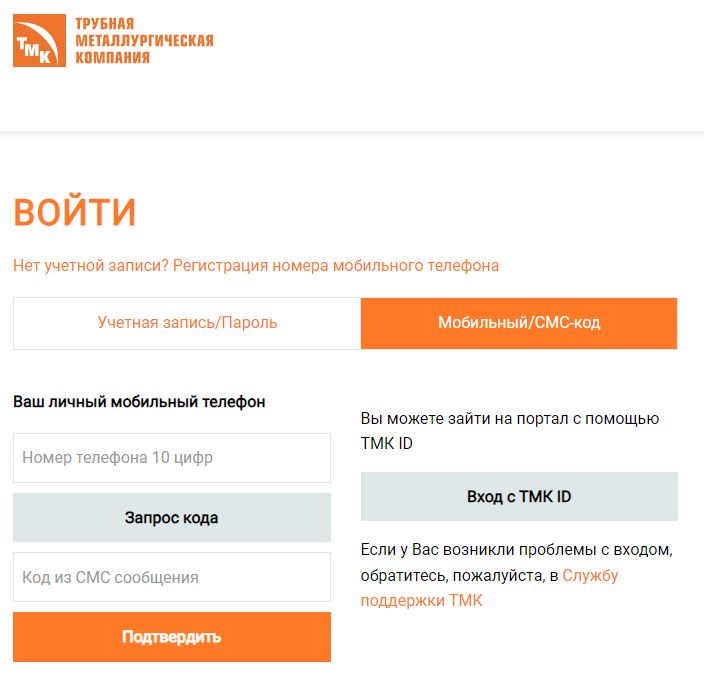 ТМК
ТРУБНАЯ
МЕТАЛЛУРГИЧЕСКАЯ
КОМПАНИЯ
ВОЙТИ
Нет учетной записи? Регистрация номера мобильного телефона
Учетная запись/Пароль
Мобильный/СМС-код
Ваш личный мобильный телефон
Номер телефона 10 цифр
Запрос кода
Код из СМС сообщения
Подтвердить
Вы можете зайти на портал с помощью
ТМК ID
Вход с ТМК ID
Если у Вас возникли проблемы с входом,
обратитесь, пожалуйста, в Службу
поддержки ТМК